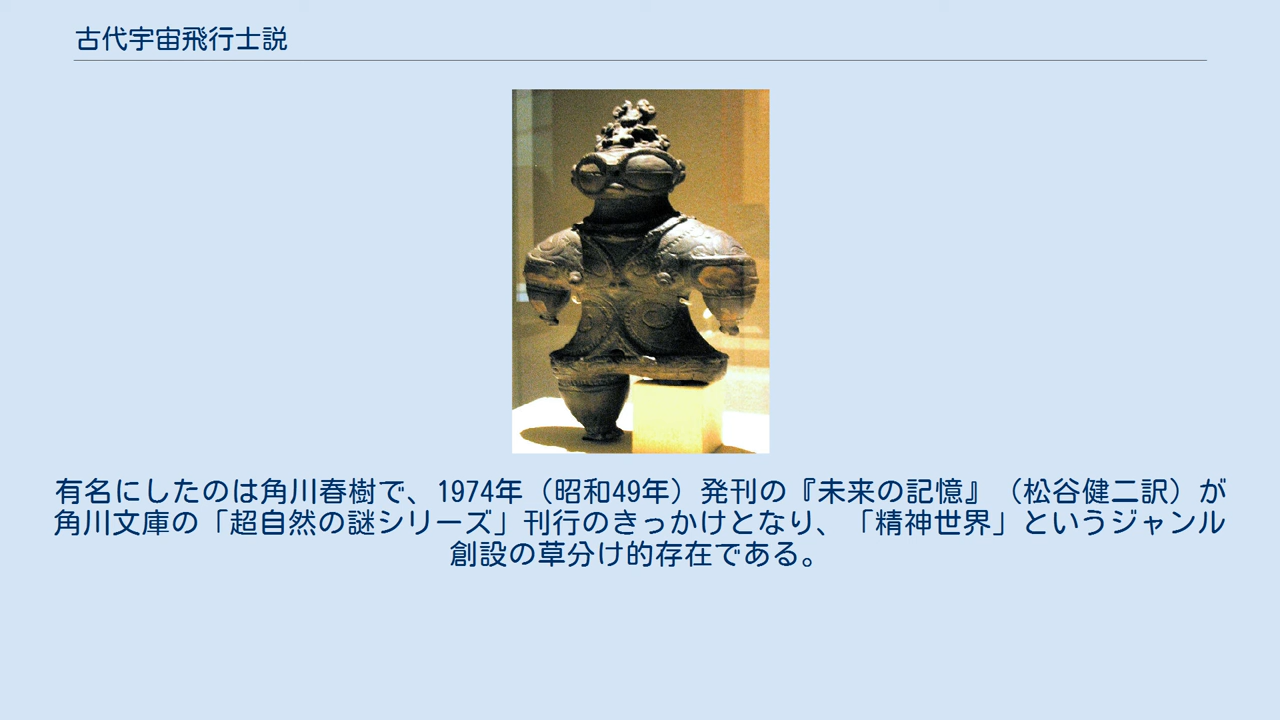 古代宇宙飛行士説
有名にしたのは角川春樹で、1974年（昭和49年）発刊の『未来の記憶』（松谷健二訳）が
角川文庫の「超自然の謎シリーズ」刊行のきっかけとなり、「精神世界」というジャンル
創設の草分け的存在である。